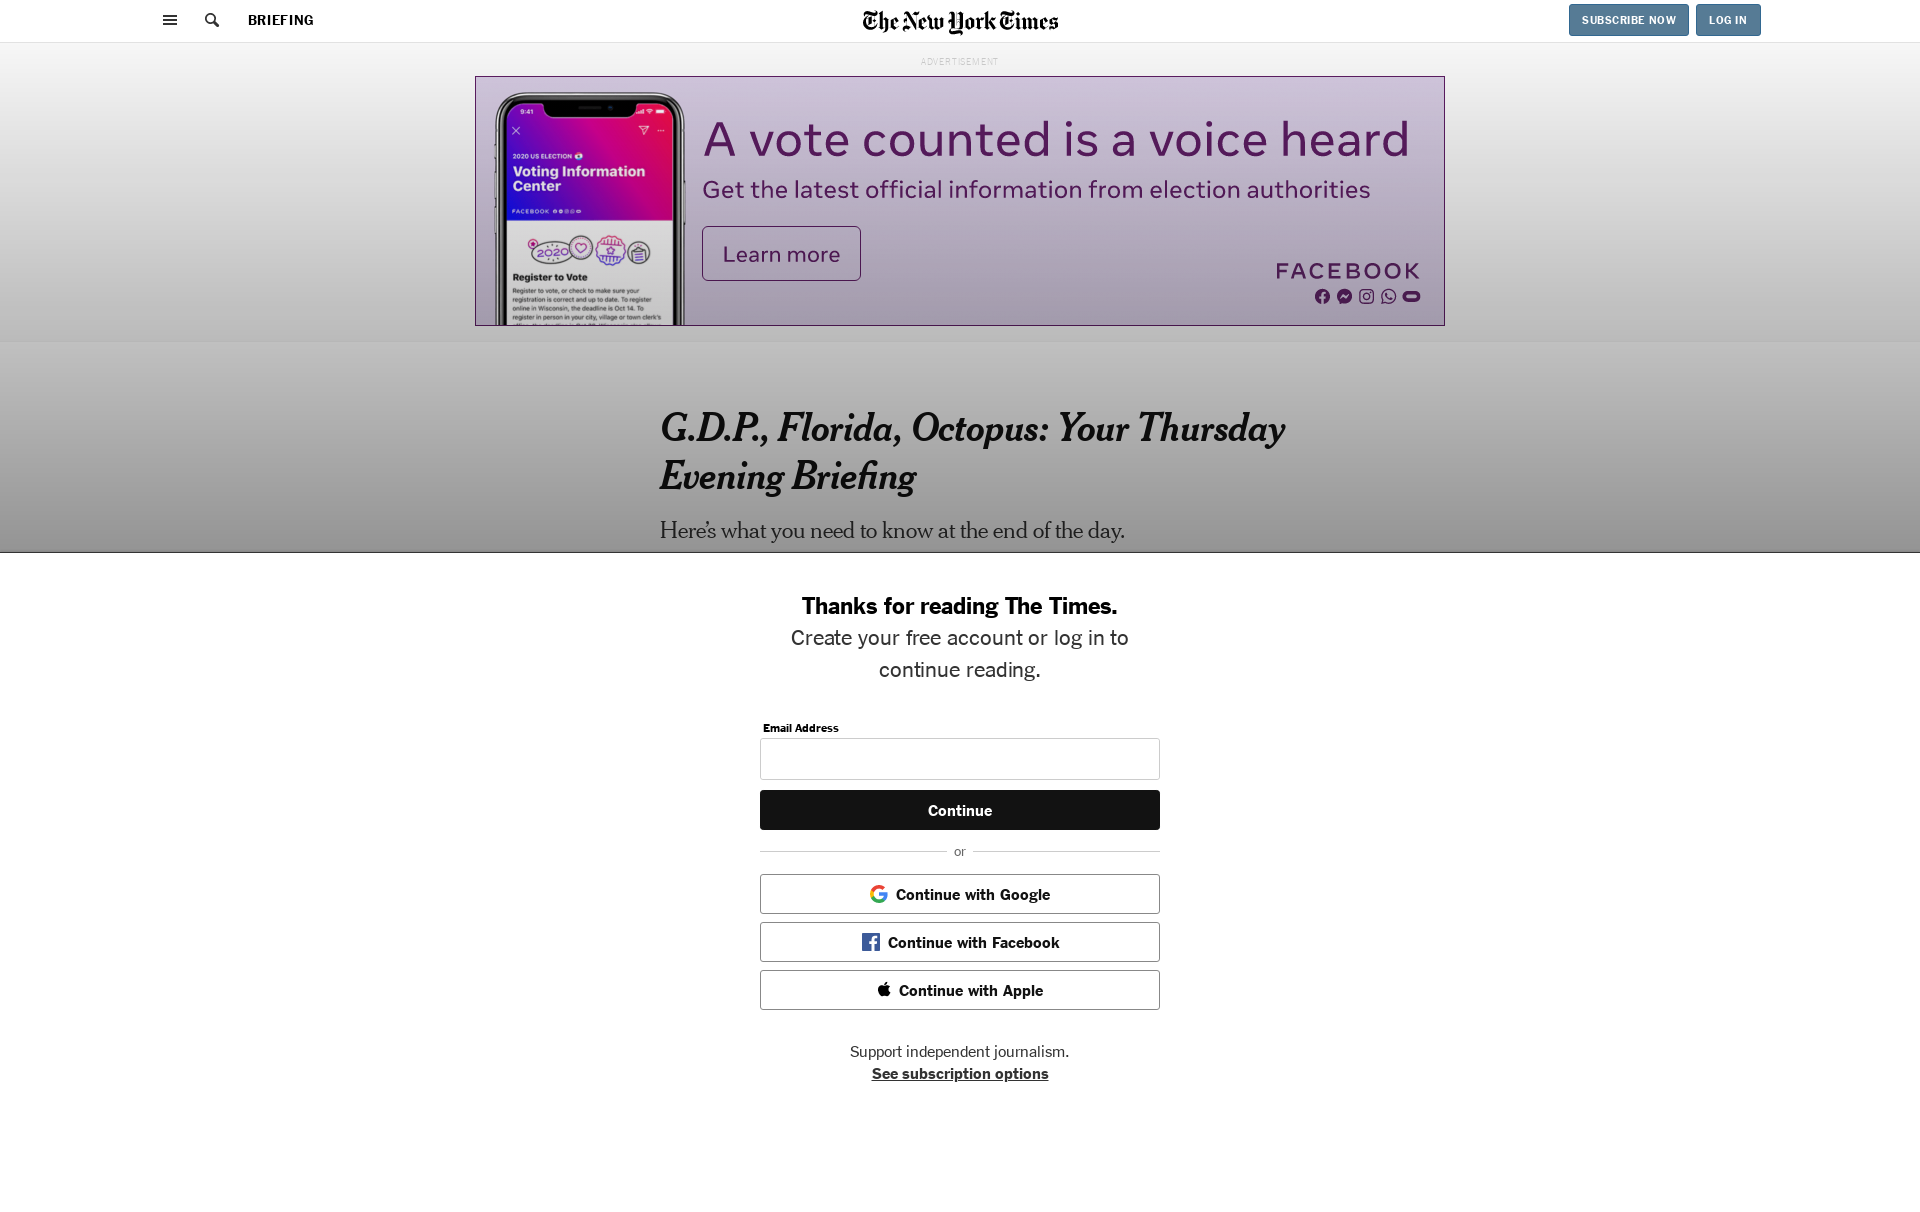 BRIEFING
The New York Times
SUBSCRIBE NOW
LOG IN
ADVERTISEMENT
9:41
2020 US ELECTION
Voting Information
Center
FACEBOOK
2020
Register to Vote
Register to vote, or check to make sure your
registration is correct and up to date. To register
online in Wisconsin, the deadline is Oct 14. To
register in person in your city, village or town clerk's
A vote counted is a voice heard
Get the latest official information from election authorities
Learn more
FACEBOOK
G.D.P., Florida, Octopus: Your Thursday
Evening Briefing
Here’s what you need to know at the end of the day.
Thanks for reading The Times.
Create your free account or log in to
continue reading.
Email Address
Continue
or
Continue with Google
Continue with Facebook
Continue with Apple
Support independent journalism.
See subscription options